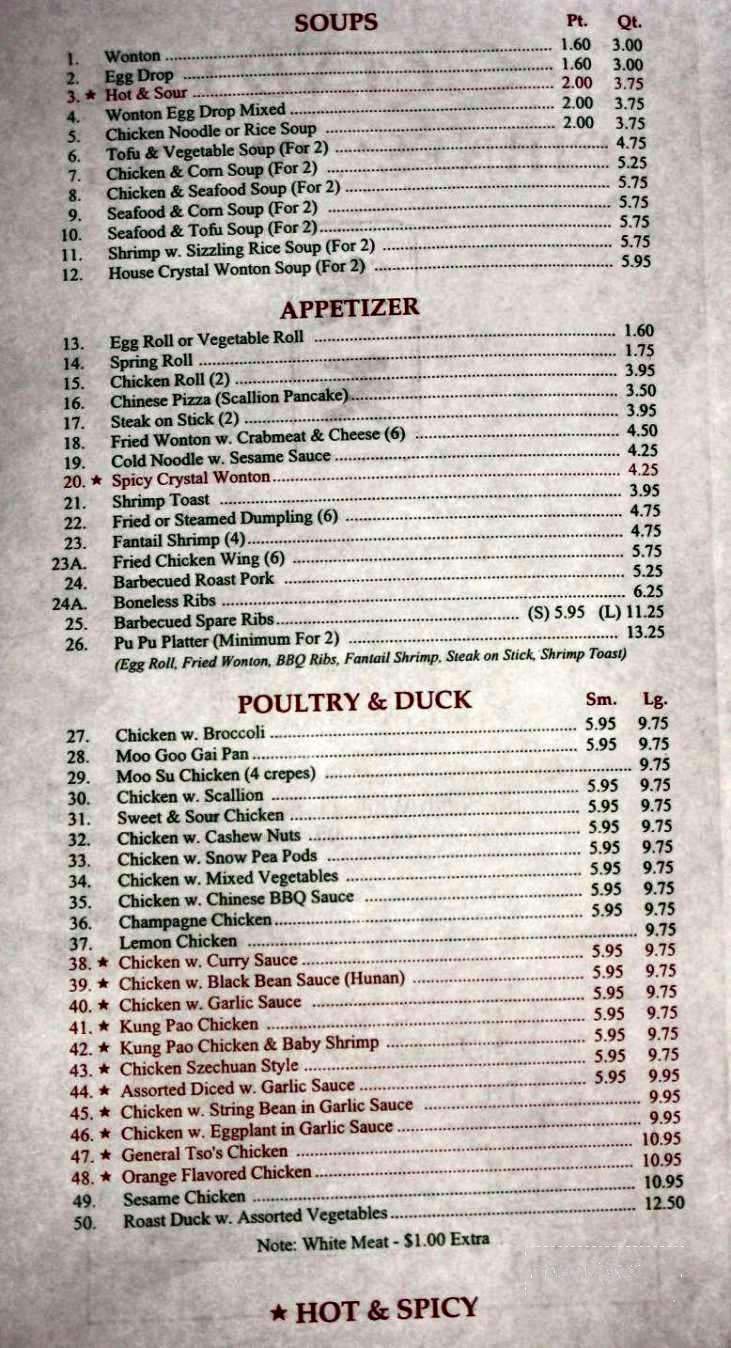 SOUPS Pt. Qt.
1. Wonton 1.60 3.00
2. Egg Drop 1.60 3.00
3. ★ Hot & Sour 2.00 3.75
4. Wonton Egg Drop Mixed 2.00 3.75
5. Chicken Noodle or Rice Soup 2.00 3.75
6. Tofu & Vegetable Soup (For 2) 4.75
7. Chicken & Corn Soup (For 2) 5.25
8. Chicken & Seafood Soup (For 2) 5.75
9. Seafood & Corn Soup (For 2) 5.75
10. Seafood & Tofu Soup (For 2) 5.75
11. Shrimp w. Sizzling Rice Soup (For 2) 5.75
12. House Crystal Wonton Soup (For 2) 5.95
APPETIZER
13. Egg Roll or Vegetable Roll 1.60
14. Spring Roll 1.75
15. Chicken Roll (2) 3.95
16. Chinese Pizza (Scallion Pancake) 3.50
17. Steak on Stick (2) 3.95
18. Fried Wonton w. Crabmeat & Cheese (6) 4.50
19. Cold Noodle w. Sesame Sauce 4.25
20. ★ Spicy Crystal Wonton 4.25
21. Shrimp Toast 3.95
22. Fried or Steamed Dumpling (6) 4.75
23. Fantail Shrimp (4) 4.75
23A. Fried Chicken Wing (6) 5.75
24. Barbecued Roast Pork 5.25
24A. Boneless Ribs 6.25
25. Barbecued Spare Ribs (S) 5.95 (L) 11.25
26. Pu Pu Platter (Minimum For 2) 13.25
(Egg Roll, Fried Wonton, BBQ Ribs, Fantail Shrimp, Steak on Stick, Shrimp Toast)
POULTRY & DUCK Sm. Lg.
27. Chicken w. Broccoli 5.95 9.75
28. Moo Goo Gai Pan 5.95 9.75
29. Moo Su Chicken (4 crepes) 9.75
30. Chicken w. Scallion 5.95 9.75
31. Sweet & Sour Chicken 5.95 9.75
32. Chicken w. Cashew Nuts 5.95 9.75
33. Chicken w. Snow Pea Pods 5.95 9.75
34. Chicken w. Mixed Vegetables 5.95 9.75
35. Chicken w. Chinese BBQ Sauce 5.95 9.75
36. Champagne Chicken 5.95 9.75
37. Lemon Chicken 9.75
38. ★ Chicken w. Curry Sauce 5.95 9.75
39. ★ Chicken w. Black Bean Sauce (Hunan) 5.95 9.75
40. ★ Chicken w. Garlic Sauce 5.95 9.75
41. ★ Kung Pao Chicken 5.95 9.75
42. ★ Kung Pao Chicken & Baby Shrimp 5.95 9.75
43. ★ Chicken Szechuan Style 5.95 9.75
44. ★ Assorted Diced w. Garlic Sauce 5.95 9.95
45. ★ Chicken w. String Bean in Garlic Sauce 9.95
46. ★ Chicken w. Eggplant in Garlic Sauce 9.95
47. ★ General Tso's Chicken 10.95
48. ★ Orange Flavored Chicken 10.95
49. Sesame Chicken 10.95
50. Roast Duck w. Assorted Vegetables 12.50
Note: White Meat - $1.00 Extra
★ HOT & SPICY